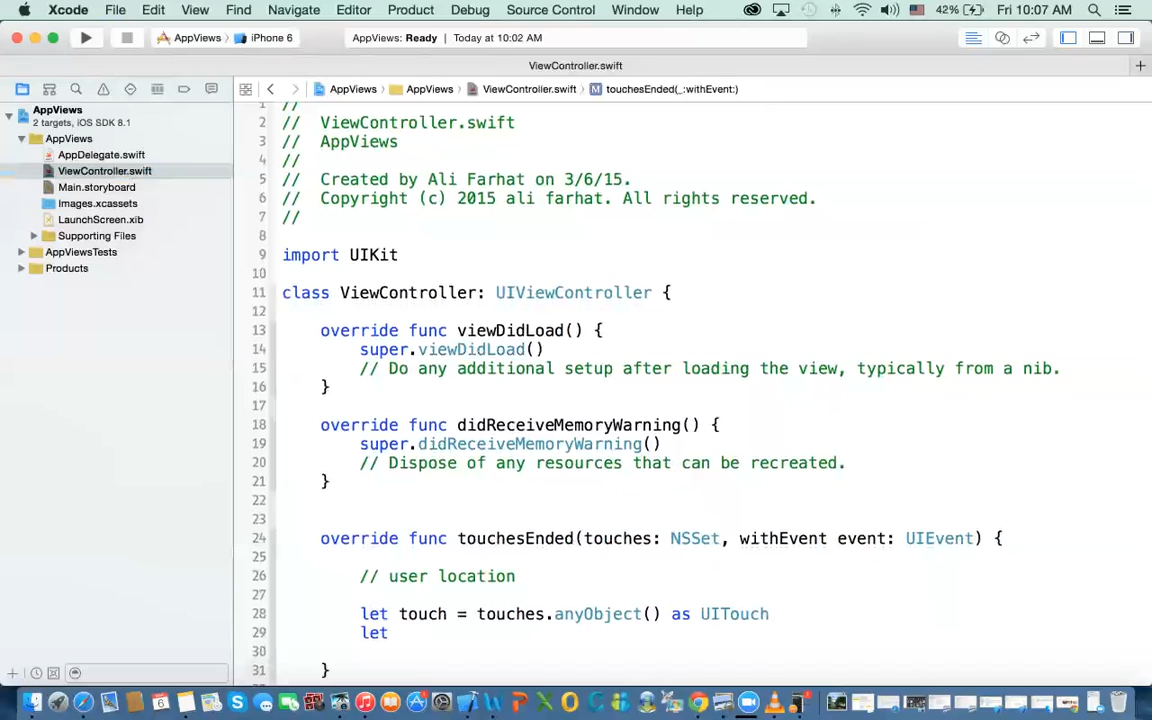 Xcode File Edit View Find Navigate Editor Product Debug Source Control Window Help 42% Fri 10:07 AM
AppViews iPhone 6 AppViews: Ready Today at 10:02 AM
ViewController.swift
AppViews AppViews ViewController.swift M touchesEnded(_:withEvent:)
AppViews
2 targets, iOS SDK 8.1
AppViews
AppDelegate.swift
ViewController.swift
Main.storyboard
Images.xcassets
LaunchScreen.xib
Supporting Files
AppViewsTests
Products
1 //
2 // ViewController.swift
3 // AppViews
4 //
5 // Created by Ali Farhat on 3/6/15.
6 // Copyright (c) 2015 ali farhat. All rights reserved.
7 //
8
9 import UIKit
10
11 class ViewController: UIViewController {
12
13 override func viewDidLoad() {
14 super.viewDidLoad()
15 // Do any additional setup after loading the view, typically from a nib.
16 }
17
18 override func didReceiveMemoryWarning() {
19 super.didReceiveMemoryWarning()
20 // Dispose of any resources that can be recreated.
21 }
22
23
24 override func touchesEnded(touches: NSSet, withEvent event: UIEvent) {
25
26 // user location
27
28 let touch = touches.anyObject() as UITouch
29 let
30
31 }